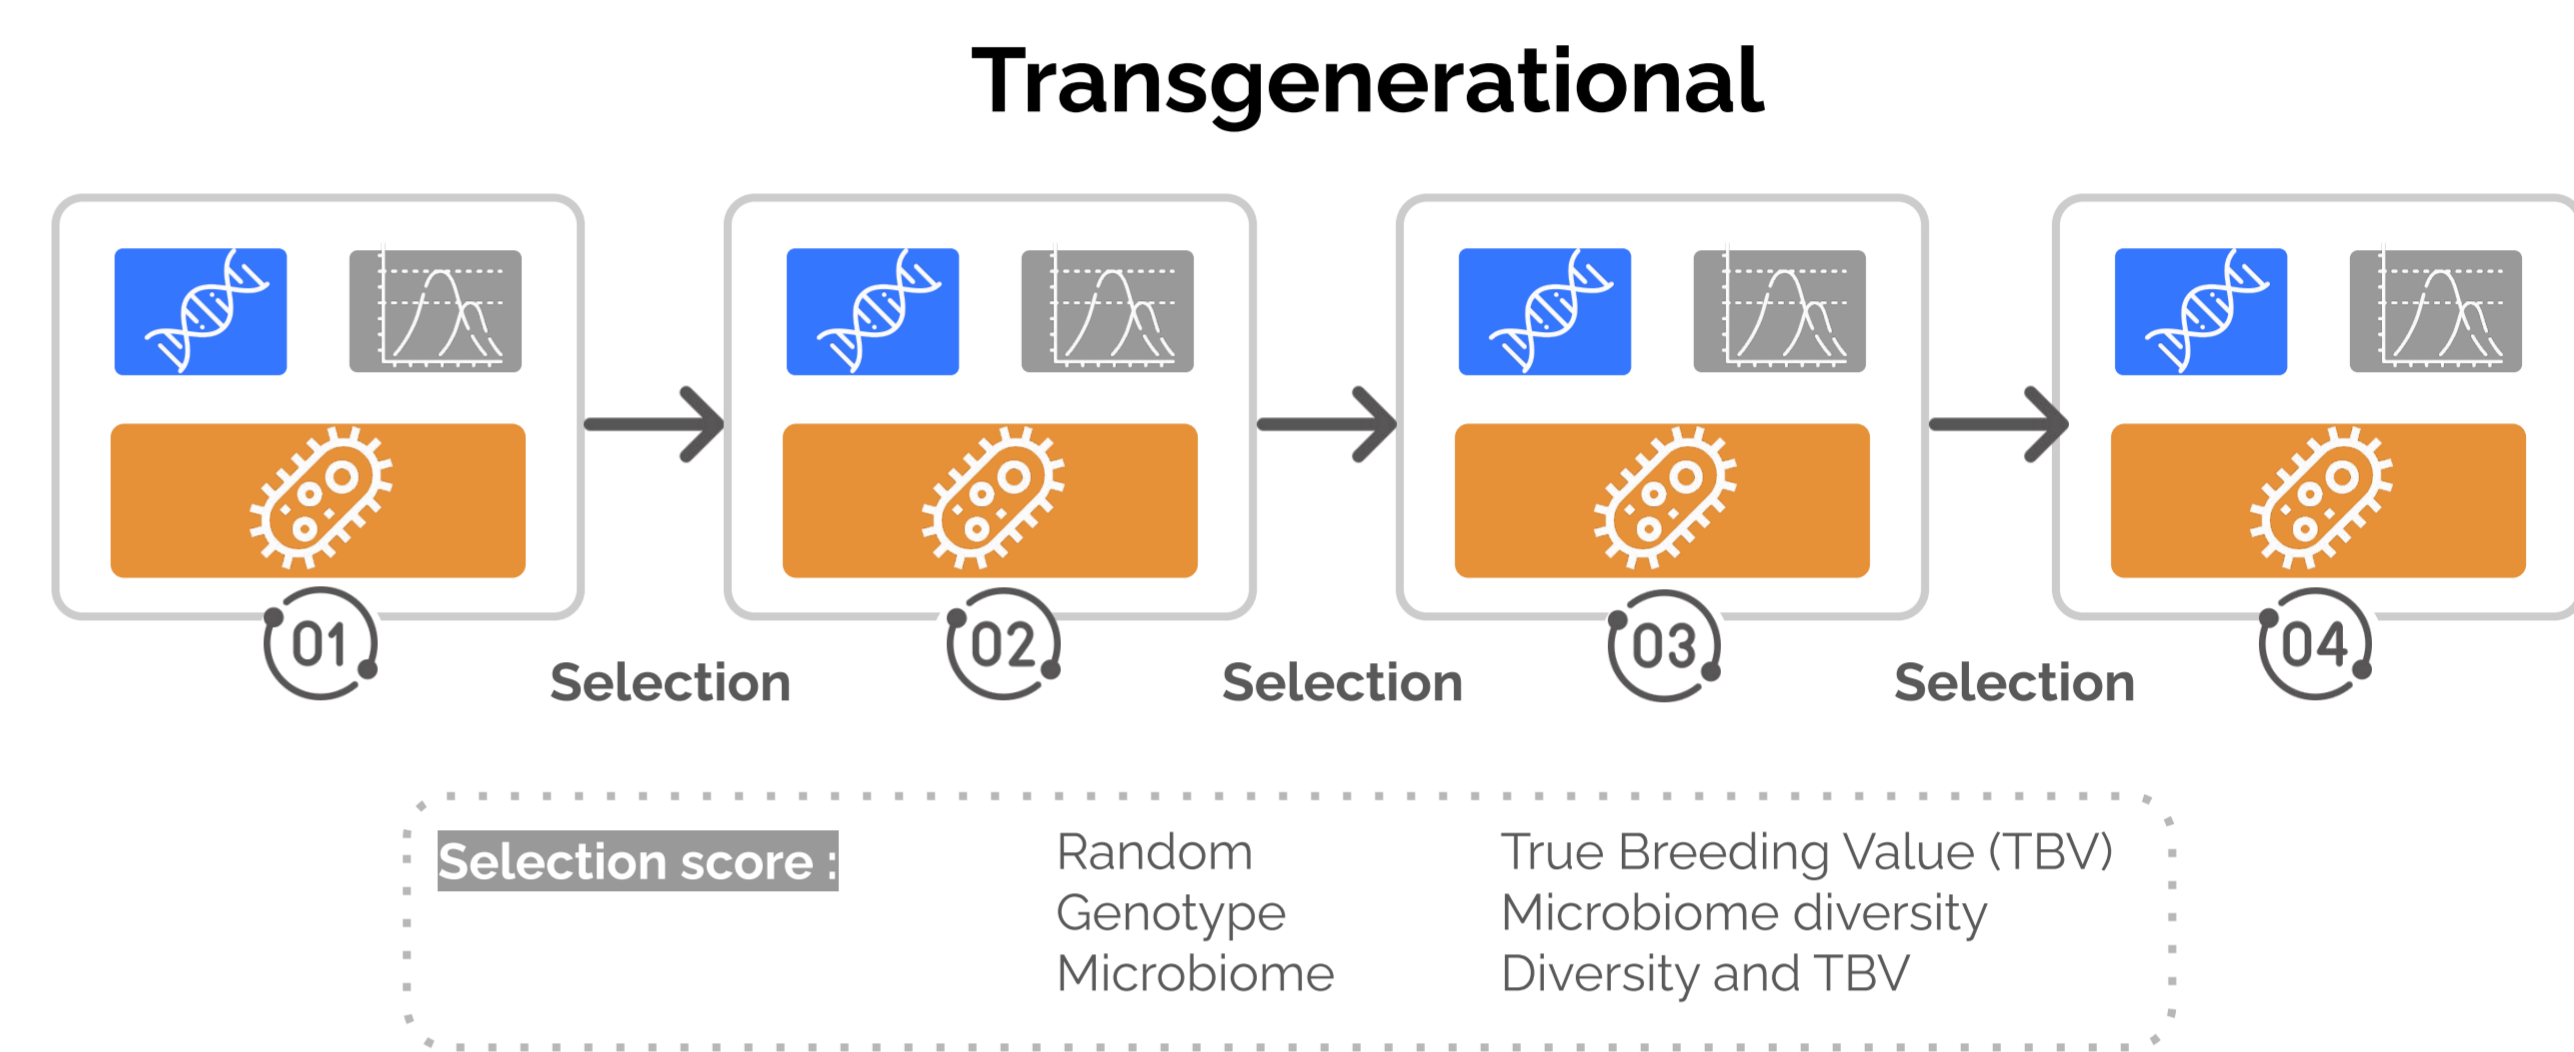 Transgenerational
01
02
03
04
Selection
Selection
Selection
Selection score :
Random
Genotype
Microbiome
True Breeding Value (TBV)
Microbiome diversity
Diversity and TBV